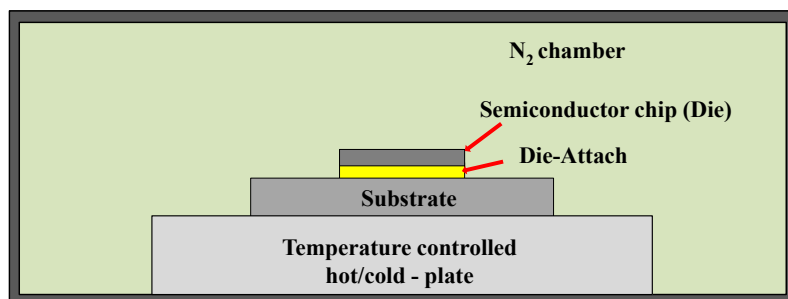 N₂ chamber
Semiconductor chip (Die)
Die-Attach
Substrate
Temperature controlled
hot/cold - plate